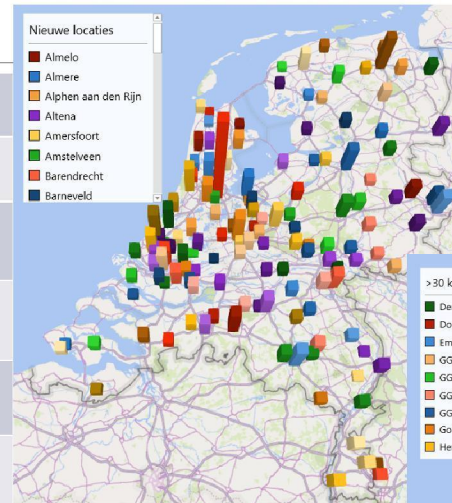 Nieuwe locaties
Almelo
Almere
Alphen aan den Rijn
Altena
Amersfoort
Amstelveen
Barendrecht
Barneveld
>30 k
De
Do
Em
GG
GG
GG
GG
Go
He